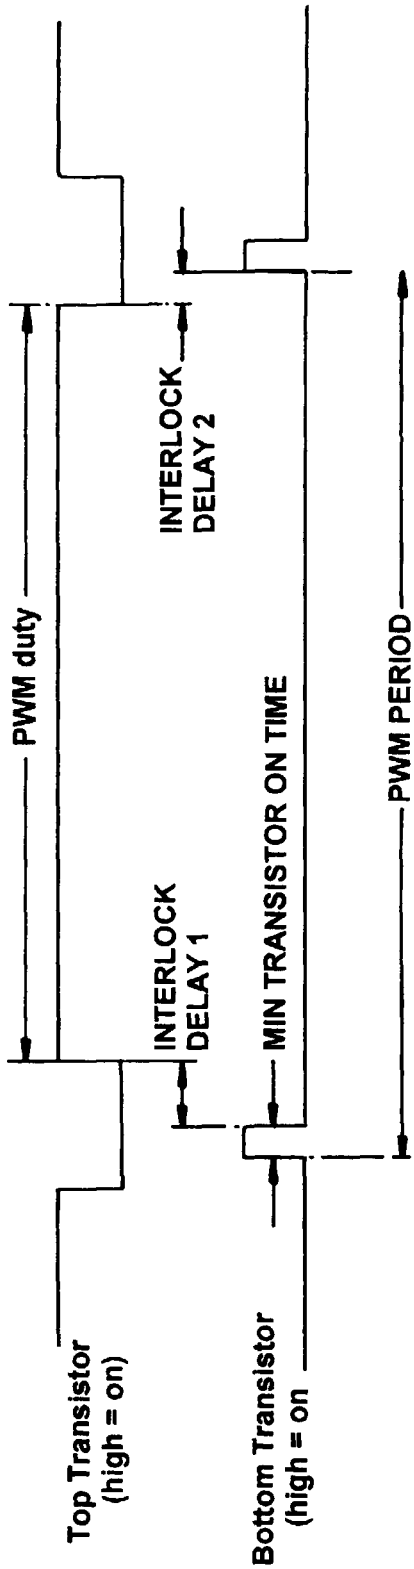 PWM duty
Top Transistor
(high = on)
INTERLOCK
DELAY 1
INTERLOCK
DELAY 2
MIN TRANSISTOR ON TIME
Bottom Transistor
(high = on
PWM PERIOD